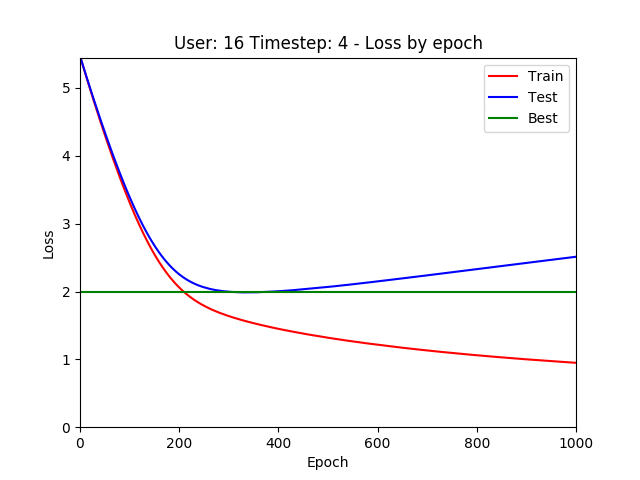 User: 16 Timestep: 4 - Loss by epoch
Train
Test
Best
5
4
3
2
1
0
Loss
0 200 400 600 800 1000
Epoch